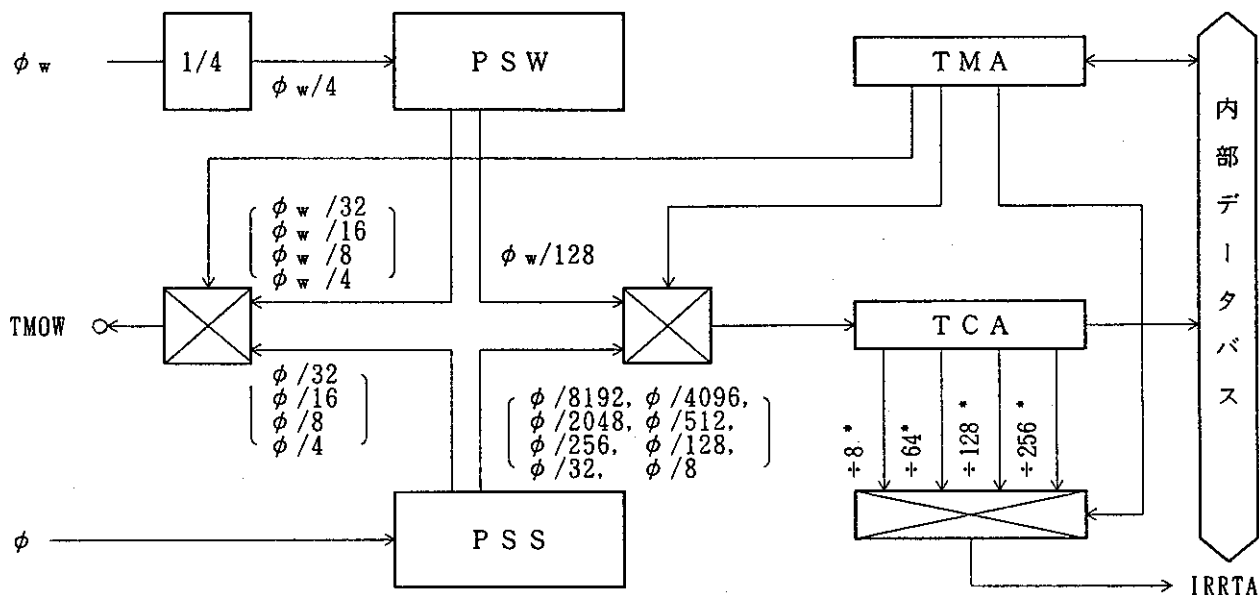 φw
1/4
φw/4
PSW
TMA
内部データバス
φw/32
φw/16
φw/8
φw/4
φw/128
TMOW
TCA
φ/32
φ/16
φ/8
φ/4
φ/8192, φ/4096,
φ/2048, φ/512,
φ/256, φ/128,
φ/32, φ/8
÷8*
÷64*
÷128*
÷256*
φ
PSS
IRRTA